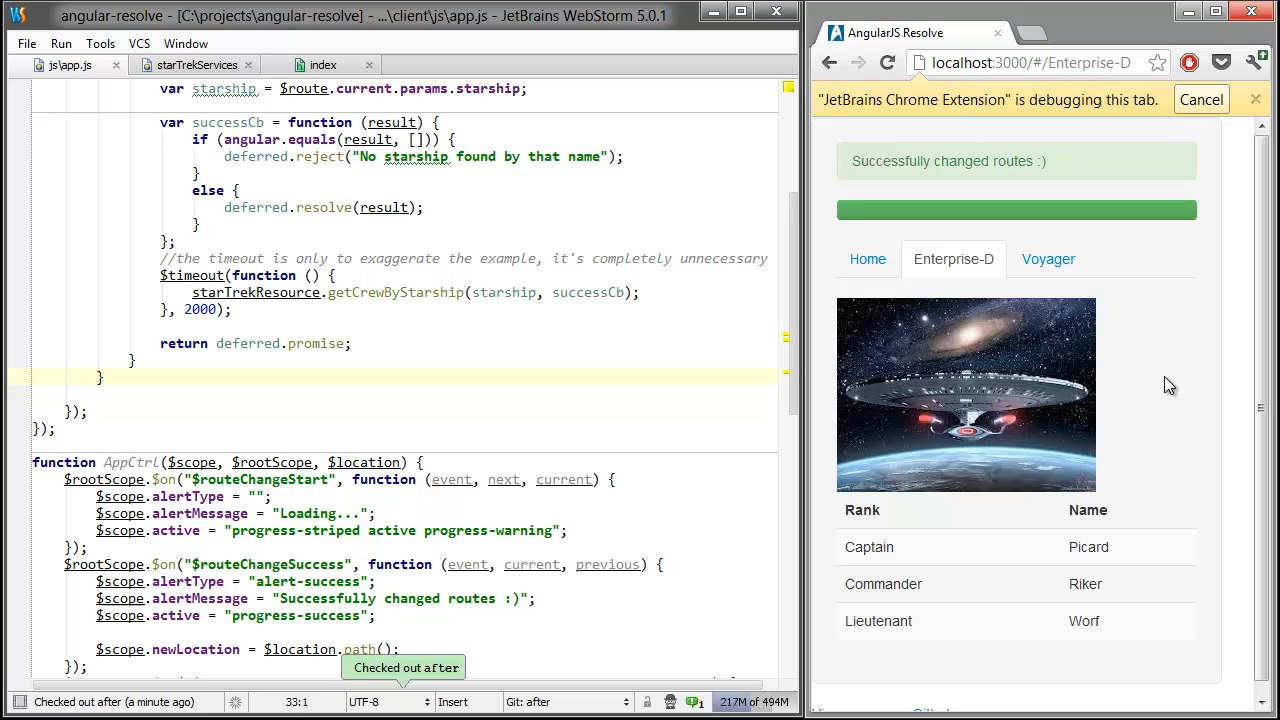 angular-resolve - [C:\projects\angular-resolve] - ...\client\js\app.js - JetBrains WebStorm 5.0.1
File Run Tools VCS Window
js\app.js starTrekServices index
var starship = $route.current.params.starship;
var successCb = function (result) {
if (angular.equals(result, [])) {
deferred.reject("No starship found by that name");
}
else {
deferred.resolve(result);
}
};
//the timeout is only to exaggerate the example, it's completely unnecessary
$timeout(function () {
starTrekResource.getCrewByStarship(starship, successCb);
}, 2000);
return deferred.promise;
}
}
});
});
function AppCtrl($scope, $rootScope, $location) {
$rootScope.$on("$routeChangeStart", function (event, next, current) {
$scope.alertType = "";
$scope.alertMessage = "Loading...";
$scope.active = "progress-striped active progress-warning";
});
$rootScope.$on("$routeChangeSuccess", function (event, current, previous) {
$scope.alertType = "alert-success";
$scope.alertMessage = "Successfully changed routes :)";
$scope.active = "progress-success";
$scope.newLocation = $location.path();
});
Checked out after
Checked out after (a minute ago) 33:1 UTF-8 Insert Git: after 1 217M of 494M
AngularJS Resolve
localhost:3000/#/Enterprise-D
"JetBrains Chrome Extension" is debugging this tab. Cancel
Successfully changed routes :)
Home Enterprise-D Voyager
Rank Name
Captain Picard
Commander Riker
Lieutenant Worf